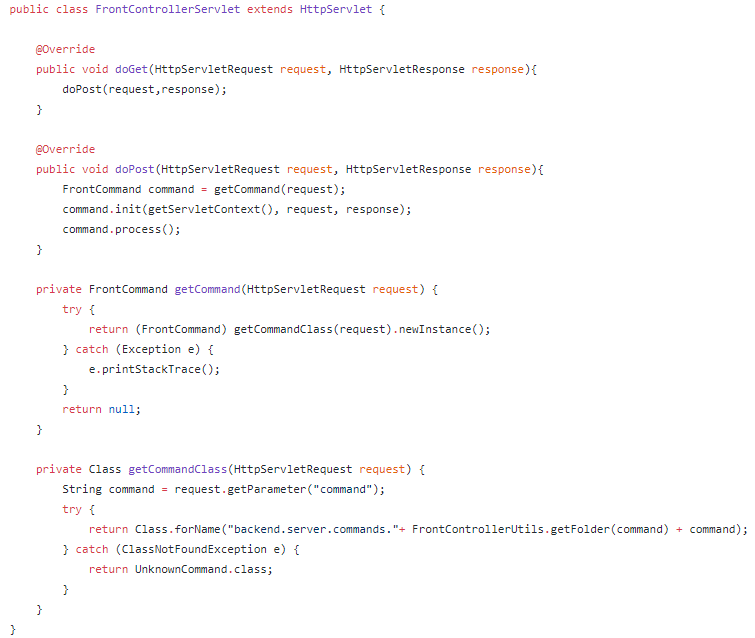 public class FrontControllerServlet extends HttpServlet {
@Override
public void doGet(HttpServletRequest request, HttpServletResponse response){
doPost(request,response);
}
@Override
public void doPost(HttpServletRequest request, HttpServletResponse response){
FrontCommand command = getCommand(request);
command.init(getServletContext(), request, response);
command.process();
}
private FrontCommand getCommand(HttpServletRequest request) {
try {
return (FrontCommand) getCommandClass(request).newInstance();
} catch (Exception e) {
e.printStackTrace();
}
return null;
}
private Class getCommandClass(HttpServletRequest request) {
String command = request.getParameter("command");
try {
return Class.forName("backend.server.commands."+ FrontControllerUtils.getFolder(command) + command);
} catch (ClassNotFoundException e) {
return UnknownCommand.class;
}
}
}